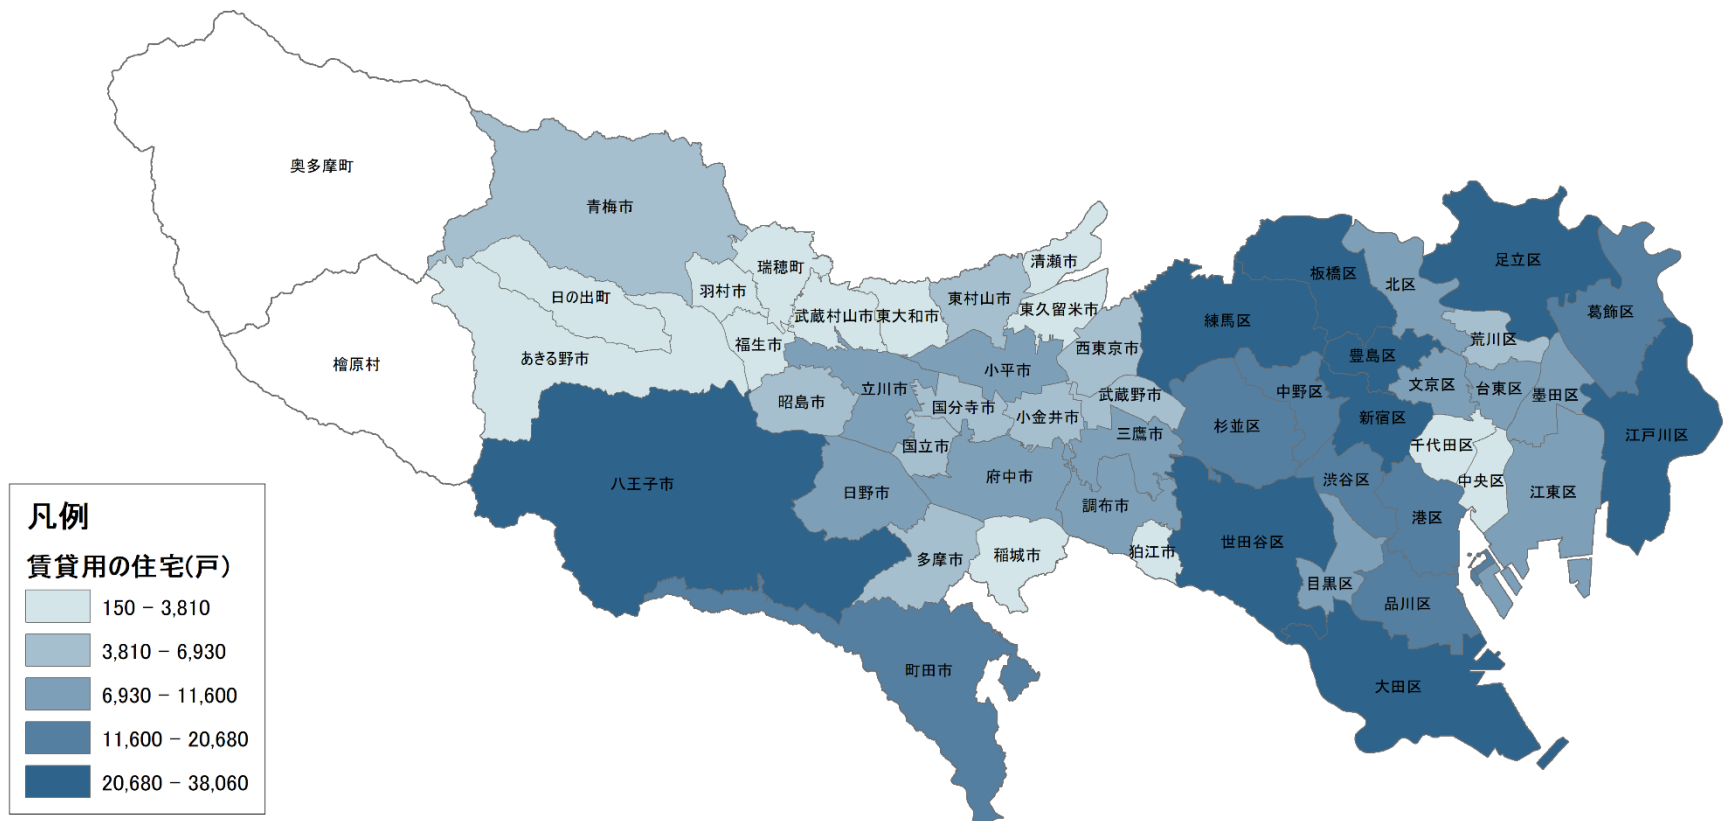 奥多摩町
青梅市
檜原村
日の出町
あきる野市
瑞穂町
羽村市
福生市
武蔵村山市
東大和市
東村山市
清瀬市
東久留米市
西東京市
小平市
立川市
昭島市
国分寺市
小金井市
武蔵野市
三鷹市
国立市
府中市
調布市
狛江市
日野市
八王子市
多摩市
稲城市
町田市
練馬区
板橋区
北区
足立区
葛飾区
荒川区
豊島区
文京区
台東区
墨田区
中野区
杉並区
新宿区
千代田区
中央区
江東区
江戸川区
渋谷区
港区
世田谷区
目黒区
品川区
大田区
凡例
賃貸用の住宅(戸)
150 - 3,810
3,810 - 6,930
6,930 - 11,600
11,600 - 20,680
20,680 - 38,060